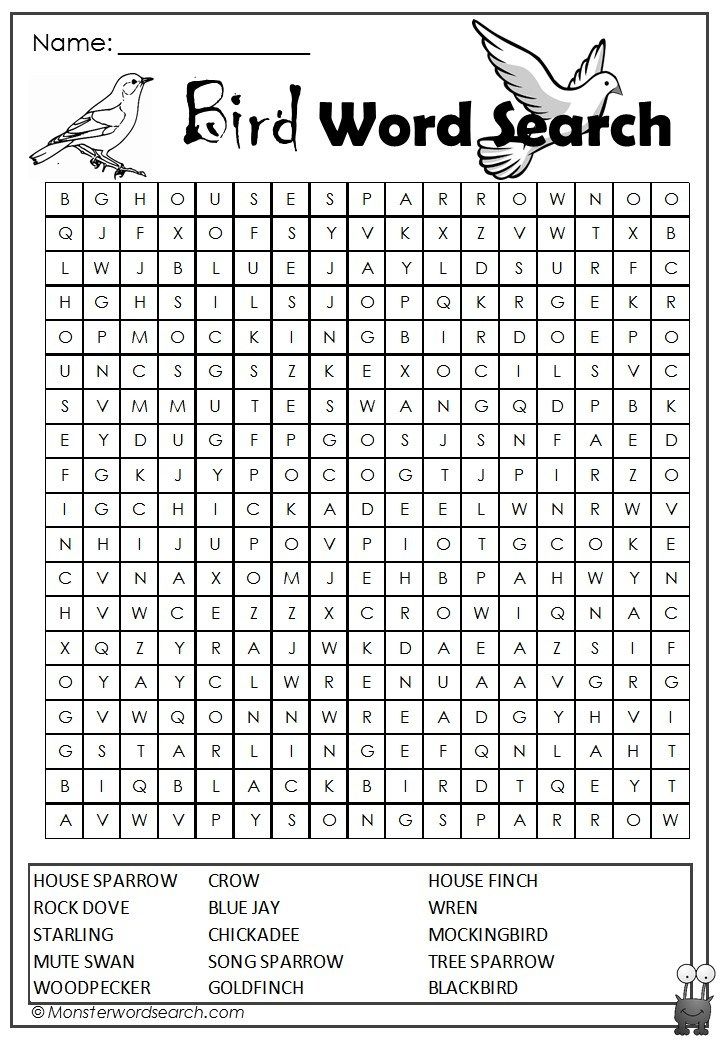 Name: _______________
Bird Word Search
B G H O U S E S P A R R O W N O O
Q J F X O F S Y V K X Z V W T X B
L W J B L U E J A Y L D S U R F C
H G H S I L S J O P Q K R G E K R
O P M O C K I N G B I R D O E P O
U N C S G S Z K E X O C I L S V C
S V M M U T E S W A N G Q D P B K
E Y D U G F P G O S J S N F A E D
F G K J Y P O C O G T J P I R Z O
I G C H I C K A D E E L W N R W V
N H I J U P O V P I O T G C O K E
C V N A X O M J E H B P A H W Y N
H V W C E Z Z X C R O W I Q N A C
X Q Z Y R A J W K D A E A Z S I F
O Y A Y C L W R E N U A A V G R G
G V W Q O N N W R E A D G Y H V I
G S T A R L I N G E F Q N L A H T
B I Q B L A C K B I R D T Q E Y T
A V W V P Y S O N G S P A R R O W
HOUSE SPARROW CROW HOUSE FINCH
ROCK DOVE BLUE JAY WREN
STARLING CHICKADEE MOCKINGBIRD
MUTE SWAN SONG SPARROW TREE SPARROW
WOODPECKER GOLDFINCH BLACKBIRD
© Monsterwordsearch.com